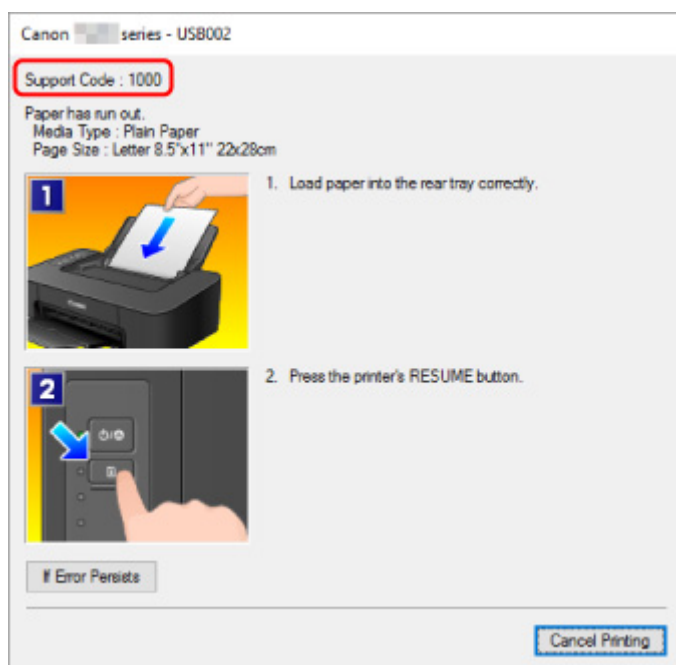 Canon series - USB002
Support Code : 1000
Paper has run out.
Media Type : Plain Paper
Page Size : Letter 8.5"x11" 22x28cm
1
1. Load paper into the rear tray correctly.
2
2. Press the printer's RESUME button.
If Error Persists
Cancel Printing